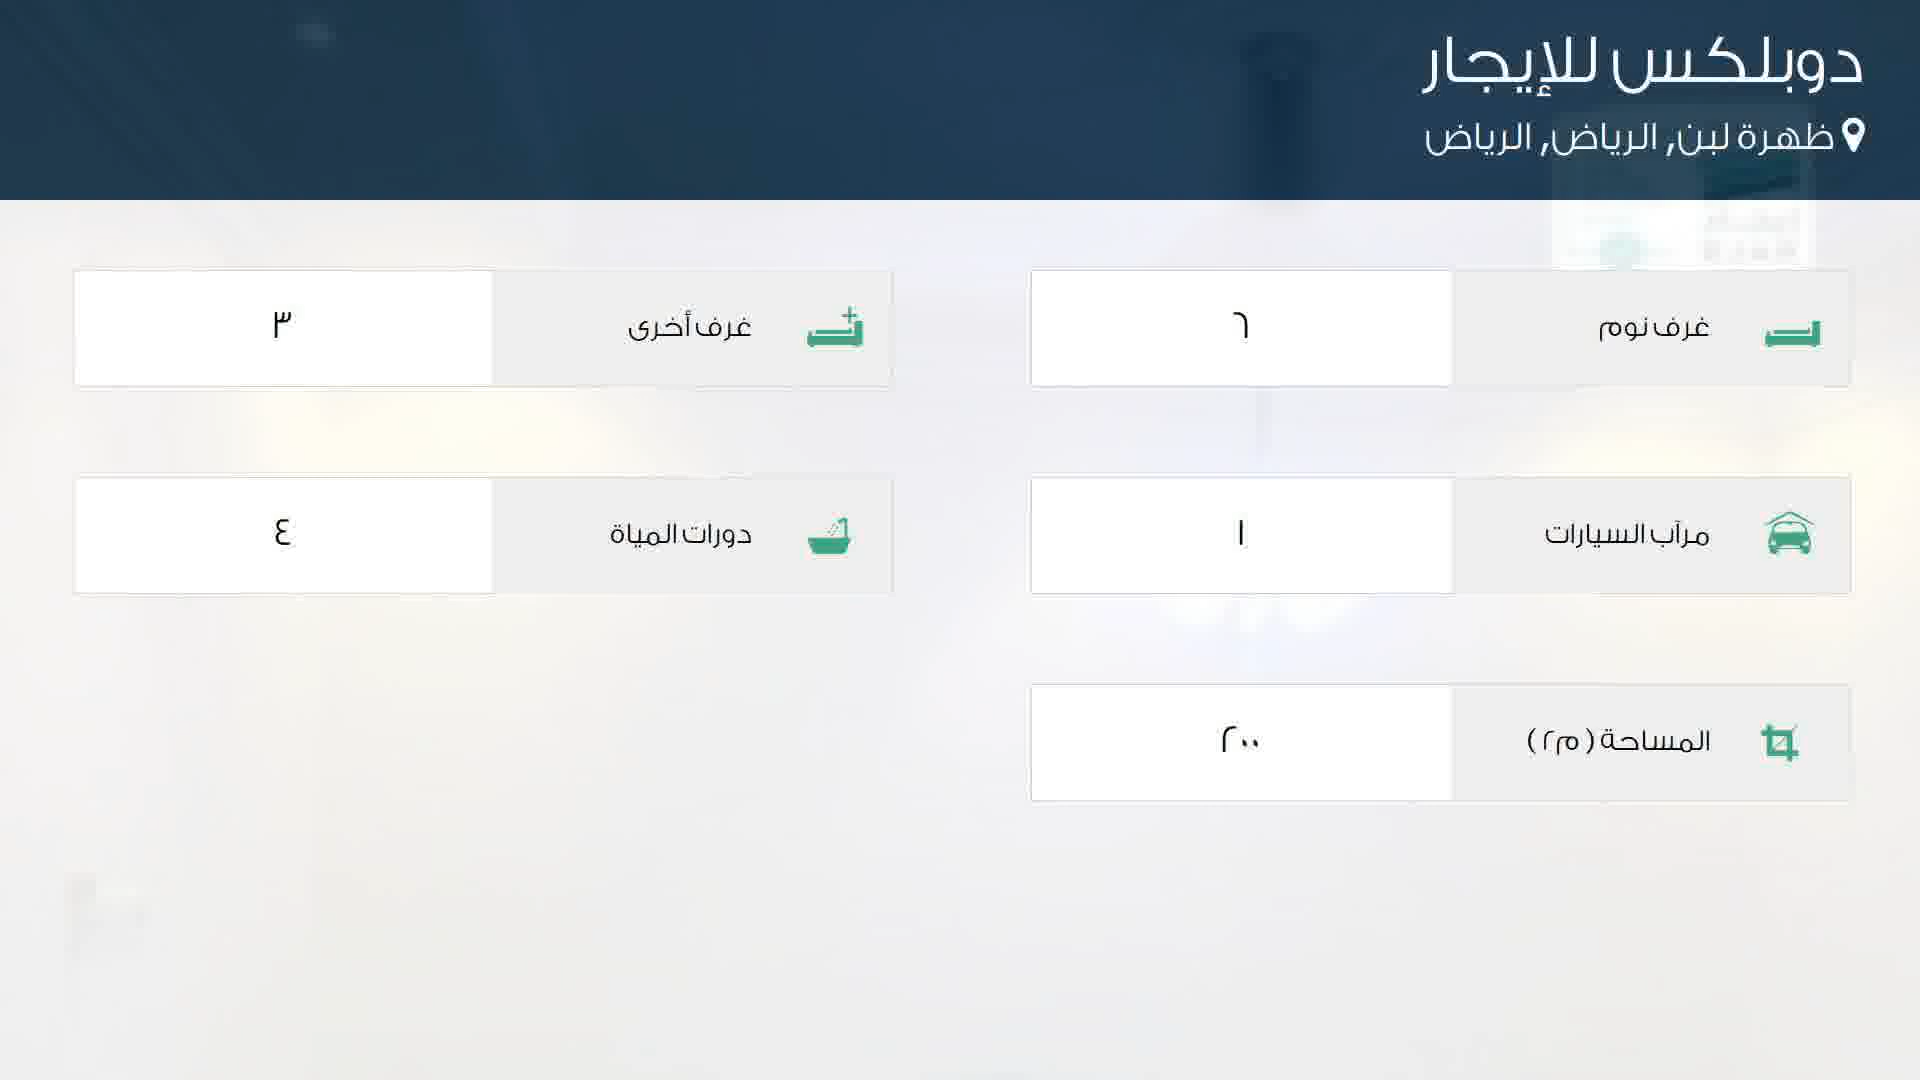 دوبلكس للإيجار
ظهرة لبن, الرياض, الرياض
غرف نوم
٦
غرف أخرى
٣
مرآب السيارات
١
دورات المياة
٤
المساحة (م٢)
٢٠٠